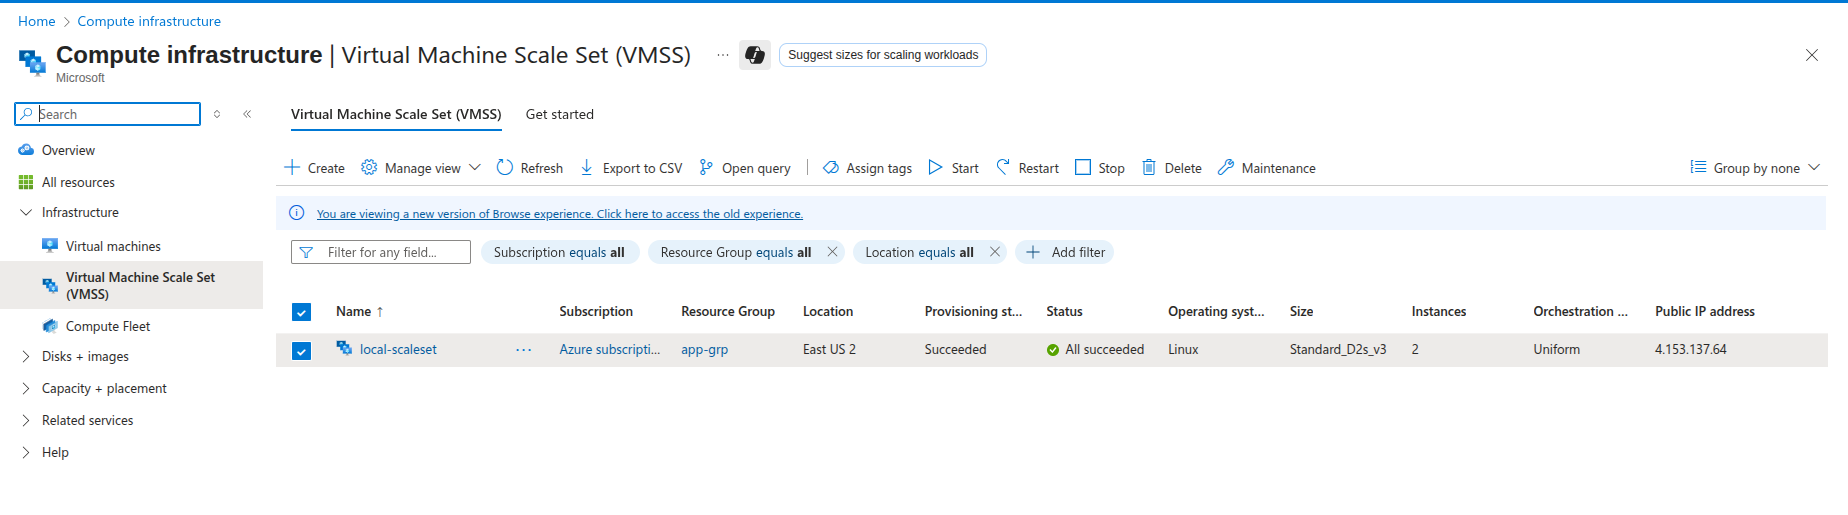 Home > Compute infrastructure
Compute infrastructure | Virtual Machine Scale Set (VMSS) ... Suggest sizes for scaling workloads
Microsoft
Search
Overview
All resources
Infrastructure
Virtual machines
Virtual Machine Scale Set
(VMSS)
Compute Fleet
Disks + images
Capacity + placement
Related services
Help
Virtual Machine Scale Set (VMSS) Get started
Create Manage view Refresh Export to CSV Open query | Assign tags Start Restart Stop Delete Maintenance Group by none
You are viewing a new version of Browse experience. Click here to access the old experience.
Filter for any field... Subscription equals all Resource Group equals all Location equals all Add filter
Name ↑ Subscription Resource Group Location Provisioning st... Status Operating syst... Size Instances Orchestration ... Public IP address
local-scaleset ... Azure subscripti... app-grp East US 2 Succeeded All succeeded Linux Standard_D2s_v3 2 Uniform 4.153.137.64